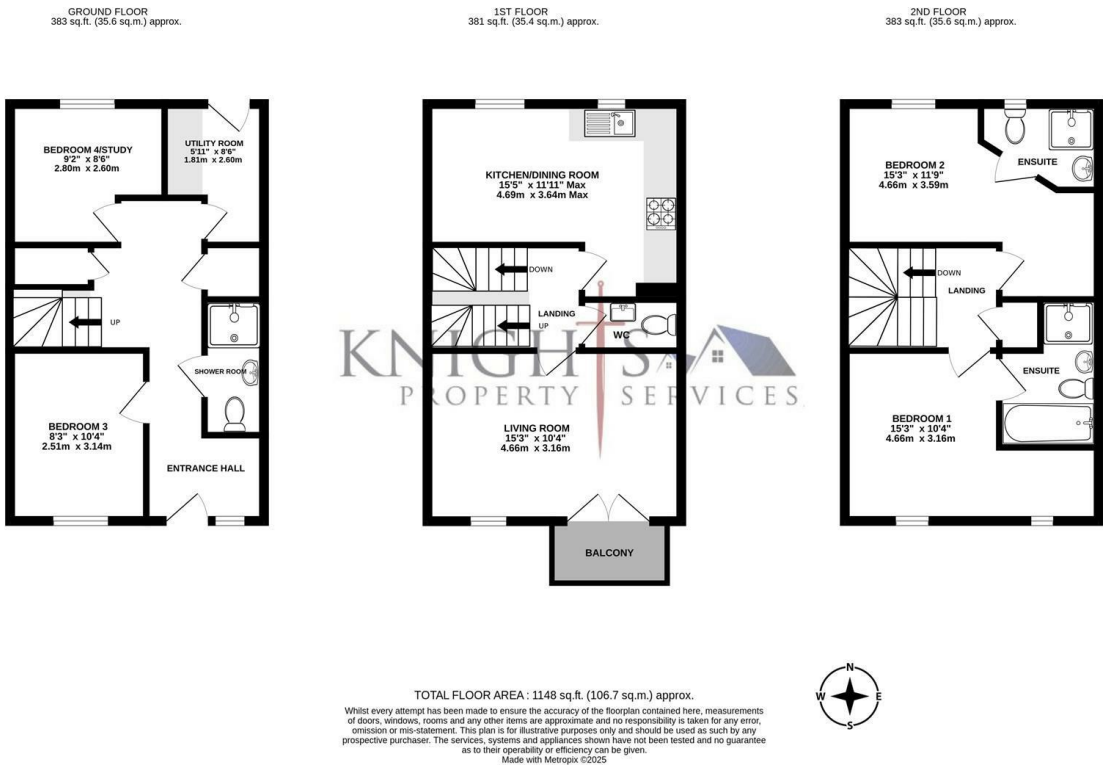 GROUND FLOOR
383 sq.ft. (35.6 sq.m.) approx.
1ST FLOOR
381 sq.ft. (35.4 sq.m.) approx.
2ND FLOOR
383 sq.ft. (35.6 sq.m.) approx.
BEDROOM 4/STUDY
9'2" x 8'6"
2.80m x 2.60m
UTILITY ROOM
5'11" x 8'6"
1.81m x 2.60m
UP
SHOWER ROOM
BEDROOM 3
8'3" x 10'4"
2.51m x 3.14m
ENTRANCE HALL
KITCHEN/DINING ROOM
15'5" x 11'11" Max
4.69m x 3.64m Max
DOWN
LANDING
UP
WC
LIVING ROOM
15'3" x 10'4"
4.66m x 3.16m
BALCONY
BEDROOM 2
15'3" x 11'9"
4.66m x 3.59m
ENSUITE
DOWN
LANDING
ENSUITE
BEDROOM 1
15'3" x 10'4"
4.66m x 3.16m
KNIGHTS
PROPERTY SERVICES
TOTAL FLOOR AREA : 1148 sq.ft. (106.7 sq.m.) approx.
Whilst every attempt has been made to ensure the accuracy of the floorplan contained here, measurements
of doors, windows, rooms and any other items are approximate and no responsibility is taken for any error,
omission or mis-statement. This plan is for illustrative purposes only and should be used as such by any
prospective purchaser. The services, systems and appliances shown have not been tested and no guarantee
as to their operability or efficiency can be given.
Made with Metropix ©2025
N
W E
S